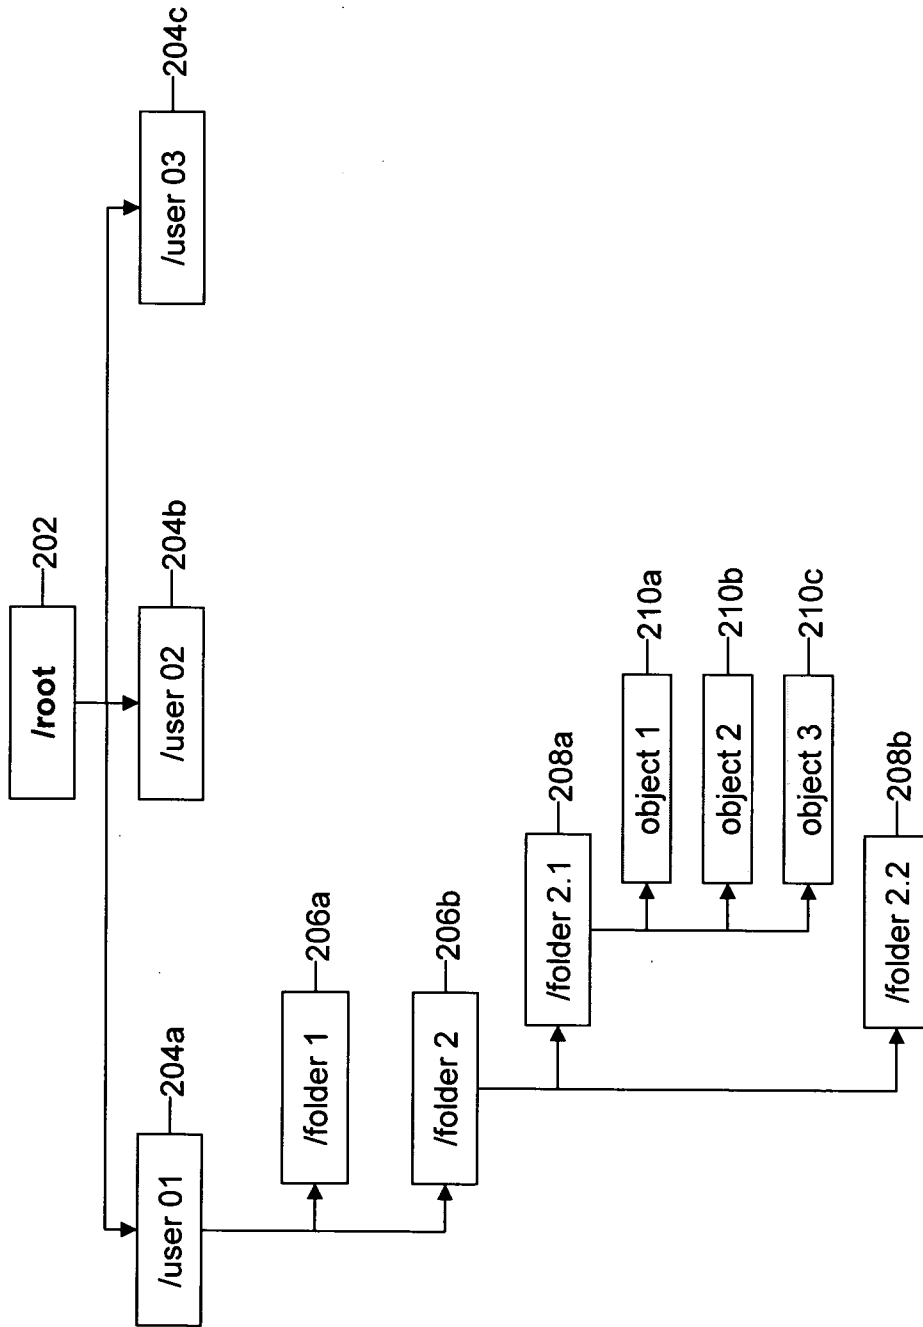 /root
202
/user 01
204a
/user 02
204b
/user 03
204c
/folder 1
206a
/folder 2
206b
/folder 2.1
208a
object 1
210a
object 2
210b
object 3
210c
/folder 2.2
208b